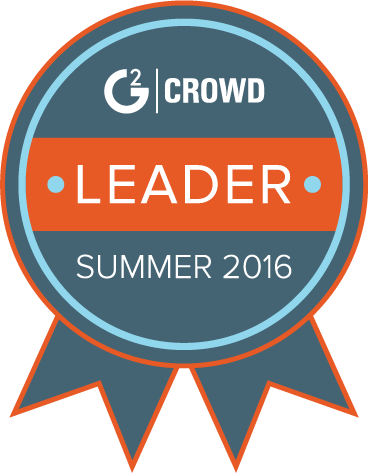 G2 | CROWD
LEADER
SUMMER 2016